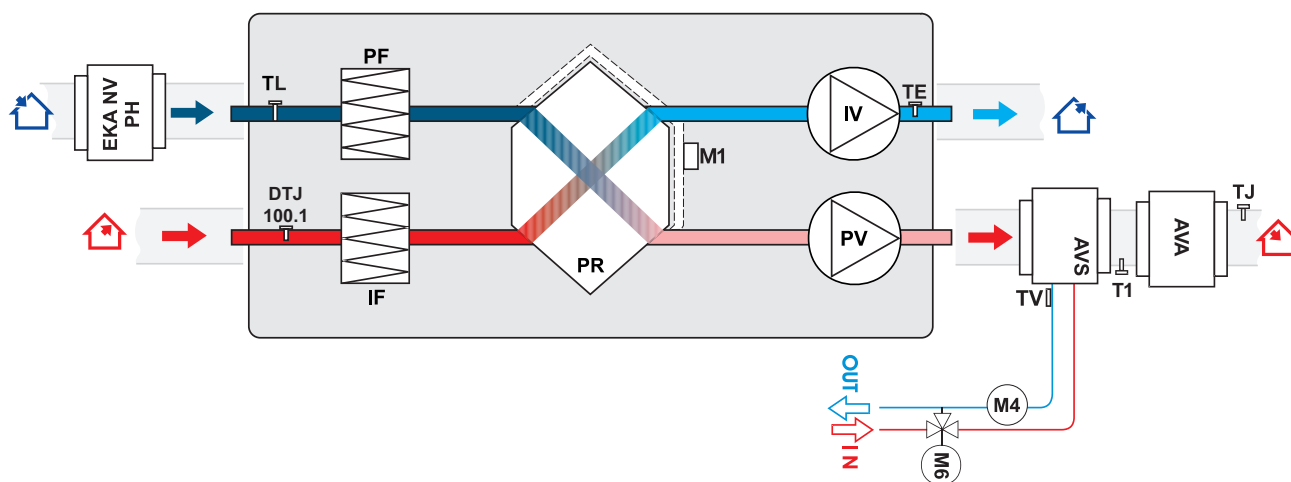 EKA NV
PH
TL
PF
IV
TE
M1
DTJ
100.1
IF
PR
PV
AVS
TV
T1
AVA
TJ
OUT
IN
M4
M6